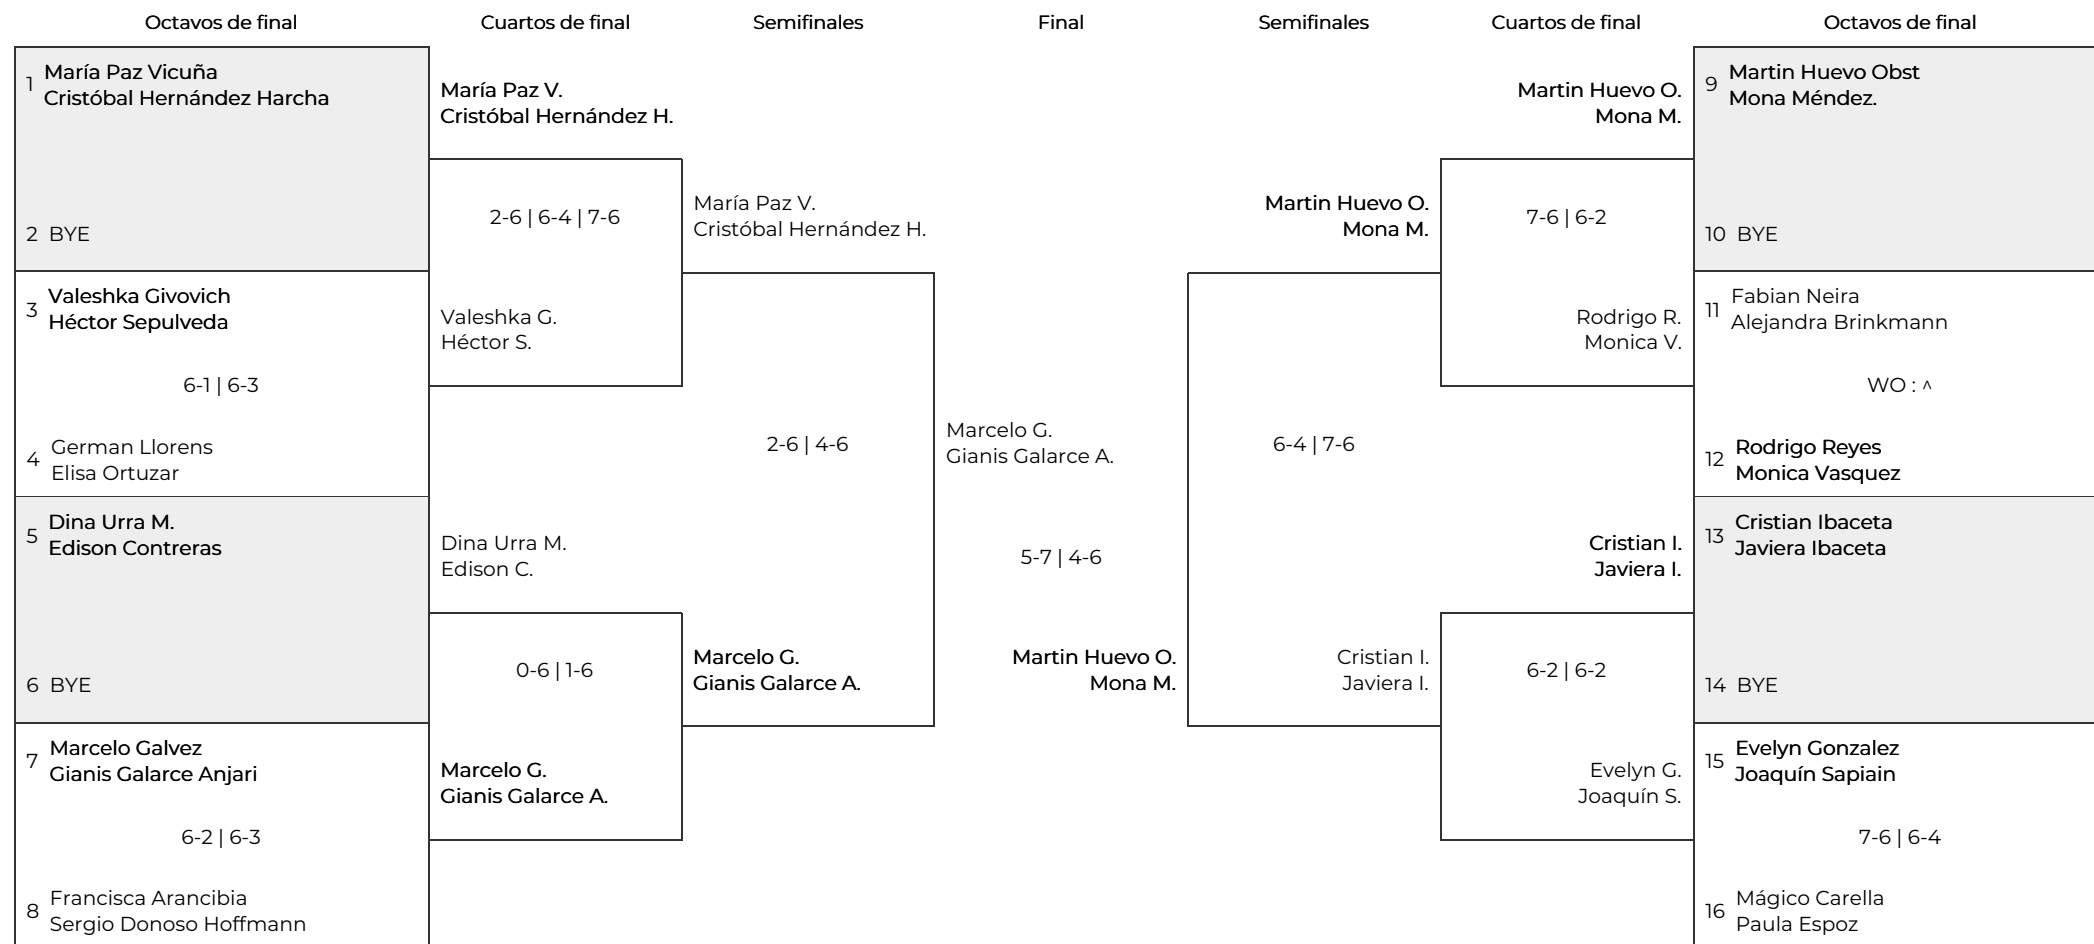 Octavos de final
Cuartos de final
Semifinales
Final
Semifinales
Cuartos de final
Octavos de final
1
María Paz Vicuña
Cristóbal Hernández Harcha
2 BYE
3
Valeshka Givovich
Héctor Sepulveda
6-1 | 6-3
4
German Llorens
Elisa Ortuzar
5
Dina Urra M.
Edison Contreras
6 BYE
7
Marcelo Galvez
Gianis Galarce Anjari
6-2 | 6-3
8
Francisca Arancibia
Sergio Donoso Hoffmann
María Paz V.
Cristóbal Hernández H.
2-6 | 6-4 | 7-6
Valeshka G.
Héctor S.
Dina Urra M.
Edison C.
0-6 | 1-6
Marcelo G.
Gianis Galarce A.
María Paz V.
Cristóbal Hernández H.
2-6 | 4-6
Marcelo G.
Gianis Galarce A.
Marcelo G.
Gianis Galarce A.
5-7 | 4-6
Martin Huevo O.
Mona M.
Martin Huevo O.
Mona M.
6-4 | 7-6
Cristian I.
Javiera I.
Martin Huevo O.
Mona M.
7-6 | 6-2
Rodrigo R.
Monica V.
Cristian I.
Javiera I.
6-2 | 6-2
Evelyn G.
Joaquín S.
9
Martin Huevo Obst
Mona Méndez.
10 BYE
11
Fabian Neira
Alejandra Brinkmann
WO : ^
12
Rodrigo Reyes
Monica Vasquez
13
Cristian Ibaceta
Javiera Ibaceta
14 BYE
15
Evelyn Gonzalez
Joaquín Sapiain
7-6 | 6-4
16
Mágico Carella
Paula Espoz